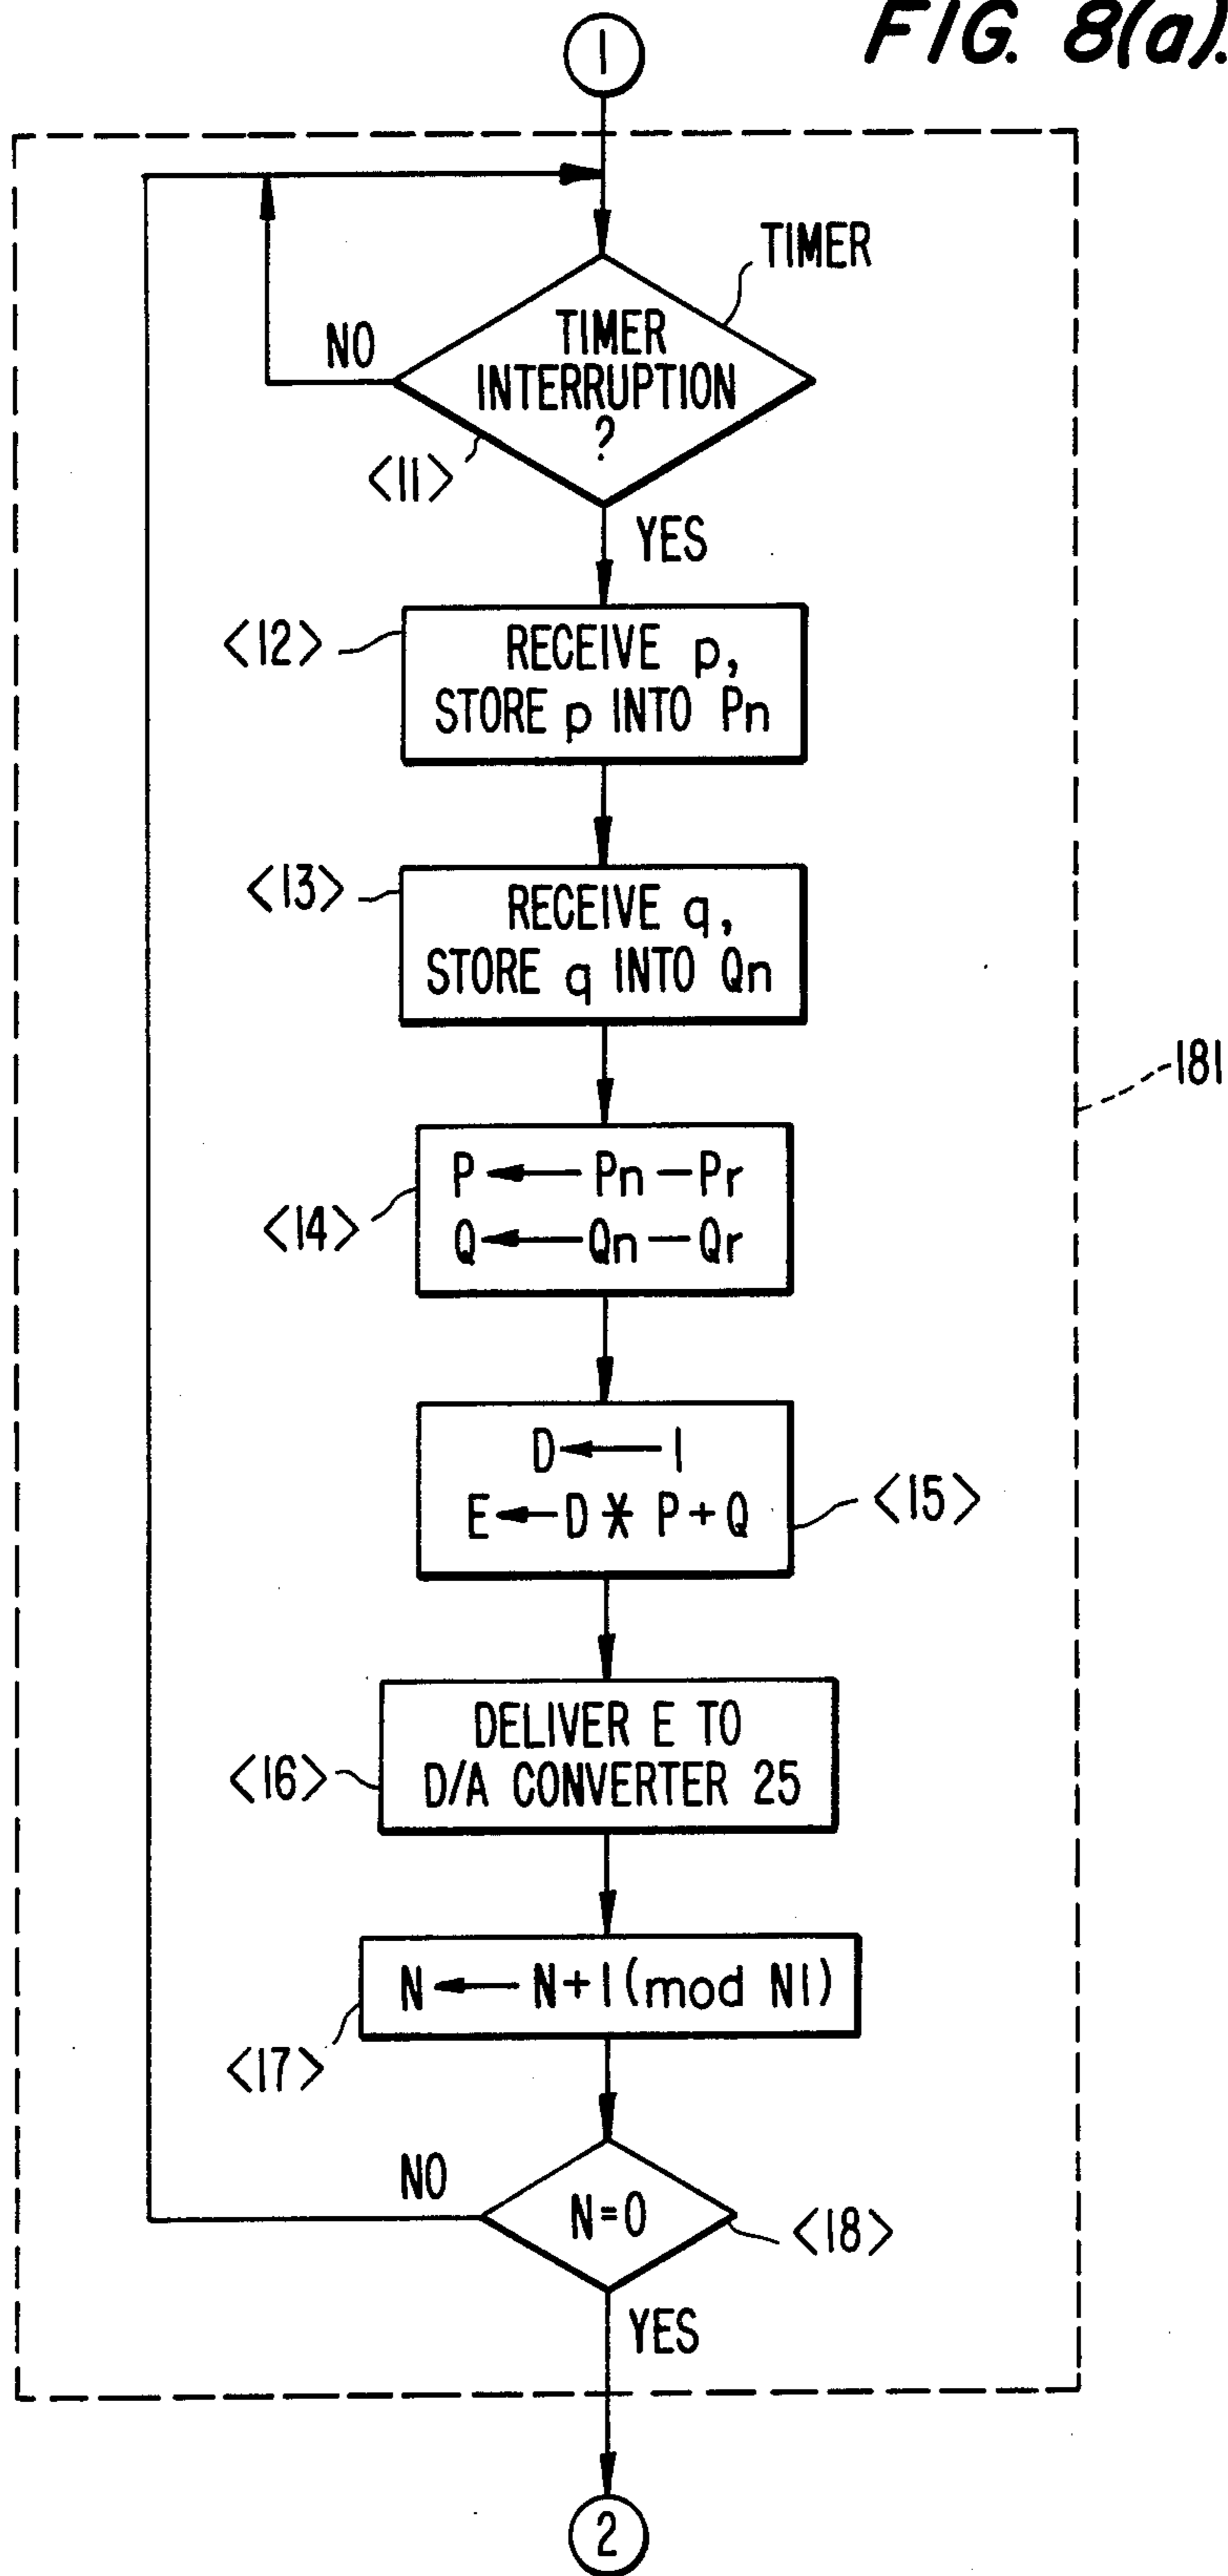 FIG. 8(a).
1
TIMER
TIMER
INTERRUPTION
?
NO
<11>
YES
<12>
RECEIVE p,
STORE p INTO Pn
<13>
RECEIVE q,
STORE q INTO Qn
181
<14>
P ← Pn − Pr
Q ← Qn − Qr
D ← 1
E ← D * P + Q
<15>
DELIVER E TO
D/A CONVERTER 25
<16>
N ← N + 1 (mod N1)
<17>
NO
N=0
<18>
YES
2